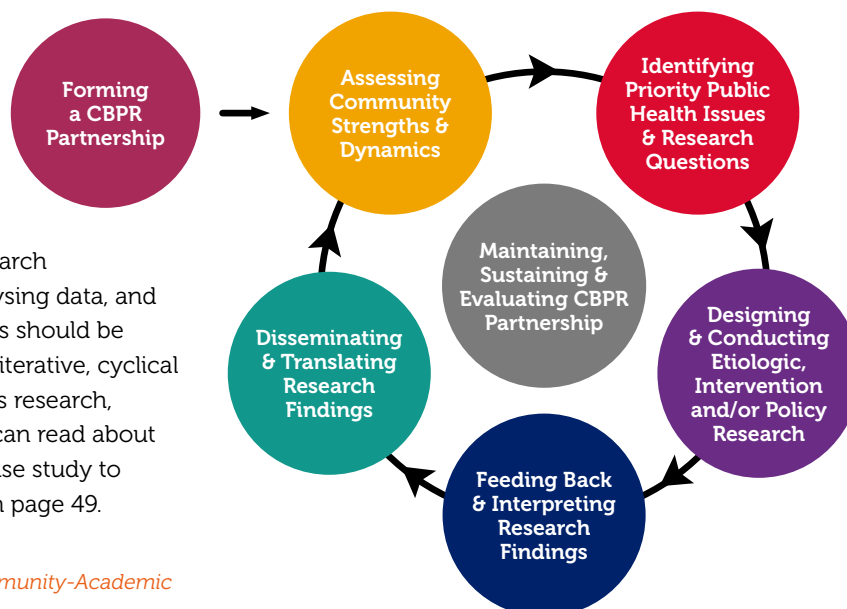 Forming
a CBPR
Partnership
Assessing
Community
Strengths &
Dynamics
Identifying
Priority Public
Health Issues
& Research
Questions
Maintaining,
Sustaining &
Evaluating CBPR
Partnership
Designing
& Conducting
Etiologic,
Intervention
and/or Policy
Research
Feeding Back
& Interpreting
Research
Findings
Disseminating
& Translating
Research
Findings
arch
ysing data, and
s should be
iterative, cyclical
s research,
can read about
se study to
n page 49.
munity-Academic